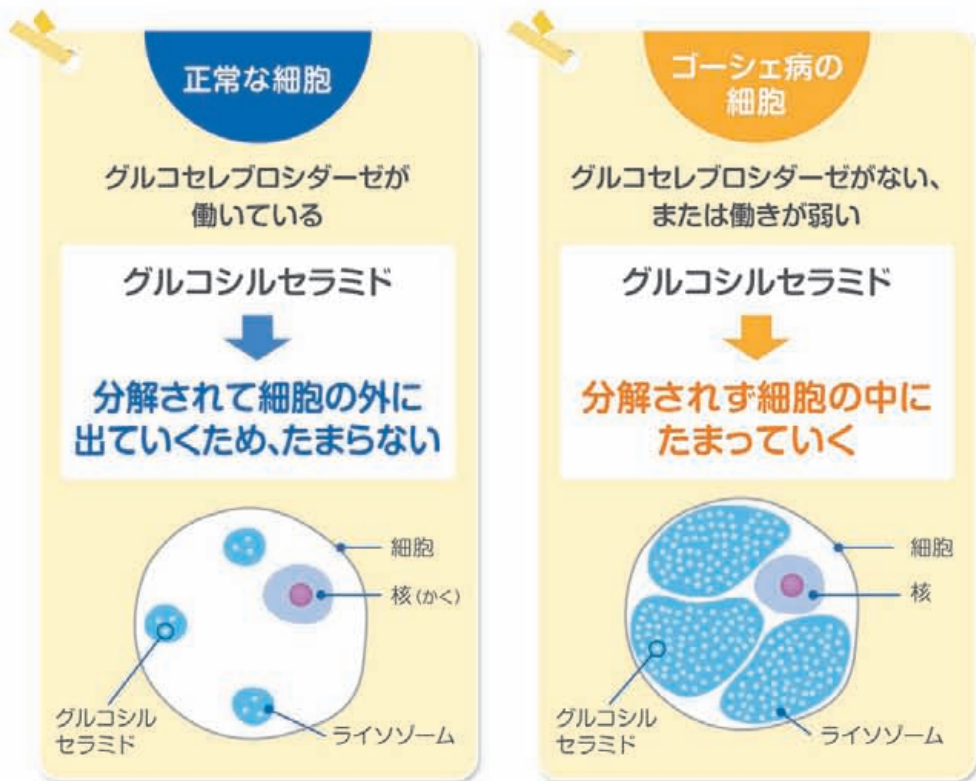 正常な細胞
グルコセレブロシダーゼが
働いている
グルコシルセラミド
分解されて細胞の外に
出ていくため、たまらない
細胞
核(かく)
グルコシル
セラミド
ライソゾーム
ゴーシェ病の
細胞
グルコセレブロシダーゼがない、
または働きが弱い
グルコシルセラミド
分解されず細胞の中に
たまっていく
細胞
核
グルコシル
セラミド
ライソゾーム